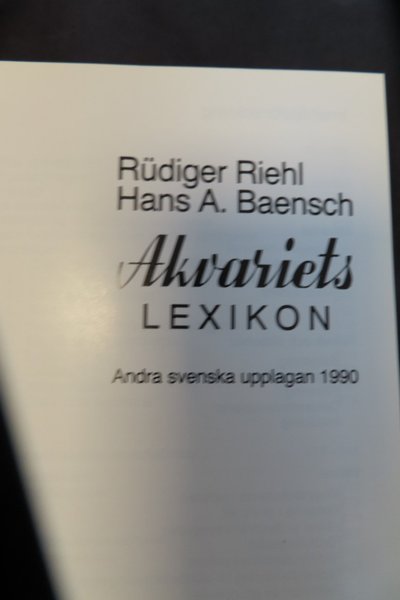 Rüdiger Riehl
Hans A. Baensch
Akvariets
LEXIKON
Andra svenska upplagan 1990